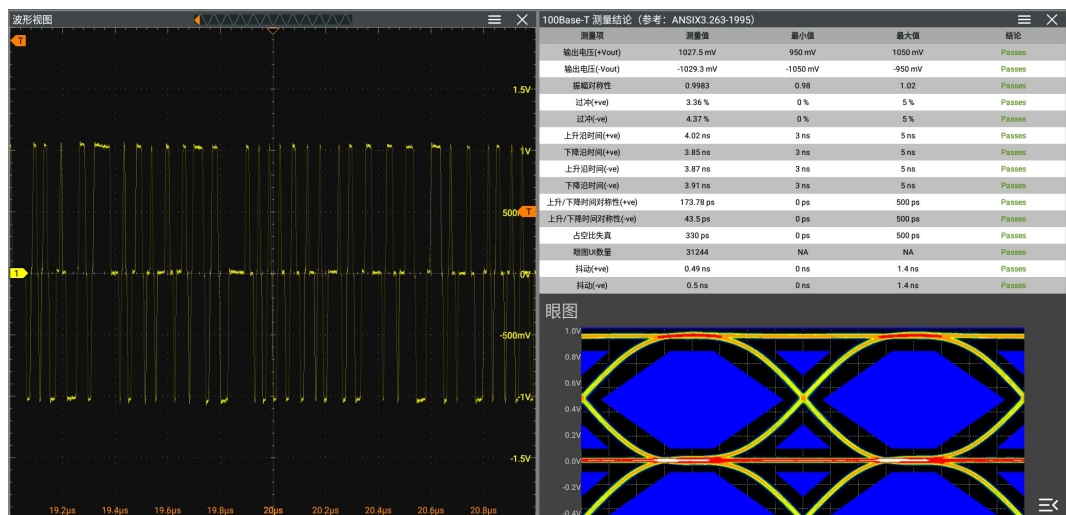 波形视图
T
1.5V
1V
500m
T
1
0V
-500mV
-1V
-1.5V
19.2µs 19.4µs 19.6µs 19.8µs 20µs 20.2µs 20.4µs 20.6µs 20.8µs
100Base-T 测量结论（参考：ANSIX3.263-1995）
测量项 测量值 最小值 最大值 结论
输出电压(+Vout) 1027.5 mV 950 mV 1050 mV Passes
输出电压(-Vout) -1029.3 mV -1050 mV -950 mV Passes
振幅对称性 0.9983 0.98 1.02 Passes
过冲(+ve) 3.36 % 0 % 5 % Passes
过冲(-ve) 4.37 % 0 % 5 % Passes
上升沿时间(+ve) 4.02 ns 3 ns 5 ns Passes
下降沿时间(+ve) 3.85 ns 3 ns 5 ns Passes
上升沿时间(-ve) 3.87 ns 3 ns 5 ns Passes
下降沿时间(-ve) 3.91 ns 3 ns 5 ns Passes
上升/下降时间对称性(+ve) 173.78 ps 0 ps 500 ps Passes
上升/下降时间对称性(-ve) 43.5 ps 0 ps 500 ps Passes
占空比失真 330 ps 0 ps 500 ps Passes
眼图UI数量 31244 NA NA Passes
抖动(+ve) 0.49 ns 0 ns 1.4 ns Passes
抖动(-ve) 0.5 ns 0 ns 1.4 ns Passes
眼图
1.0V
0.8V
0.6V
0.4V
0.2V
0.0V
-0.2V
-0.4V